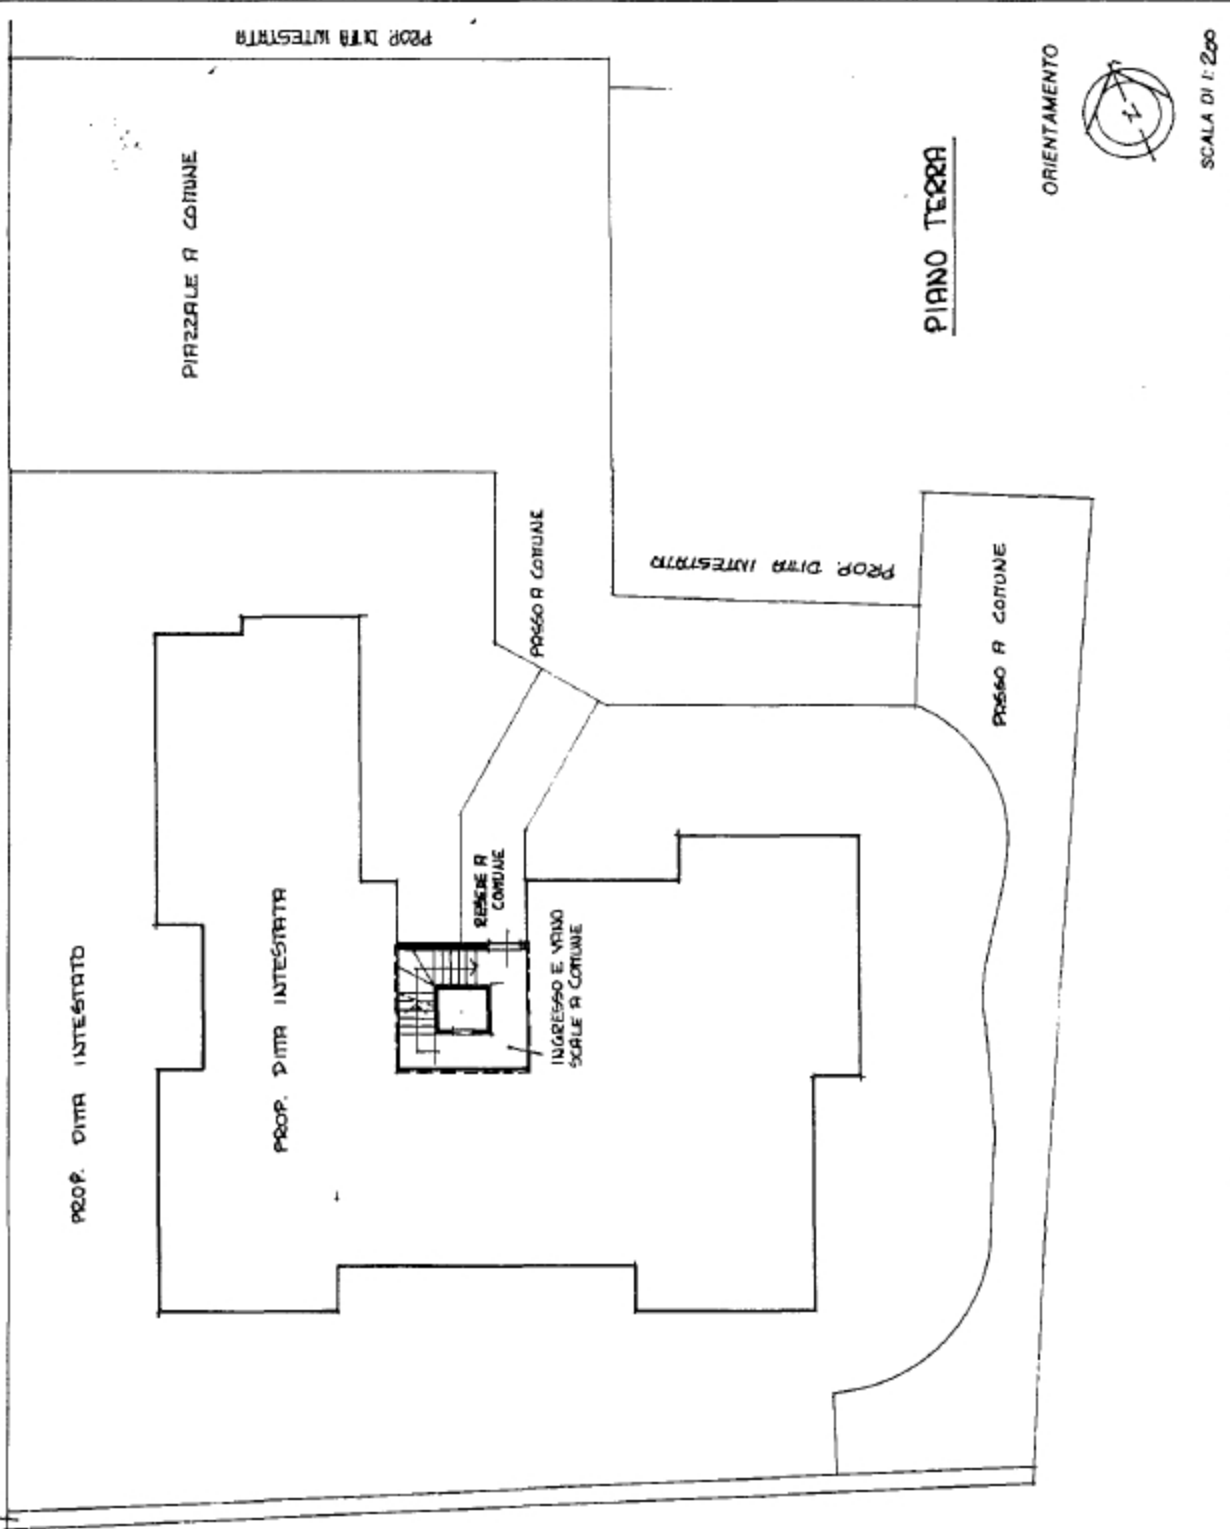 PROP. DITTA INTESTATA
PIAZZALE A COMUNE
PIANO TERRA
ORIENTAMENTO
N
SCALA DI 1:200
PASSO A COMUNE
PROP. DITTA INTESTATA
PASSO A COMUNE
RESEDE A
COMUNE
INGRESSO E VANO
SCALE A COMUNE
PROP. DITTA INTESTATA
PROP. DITTA INTESTATO